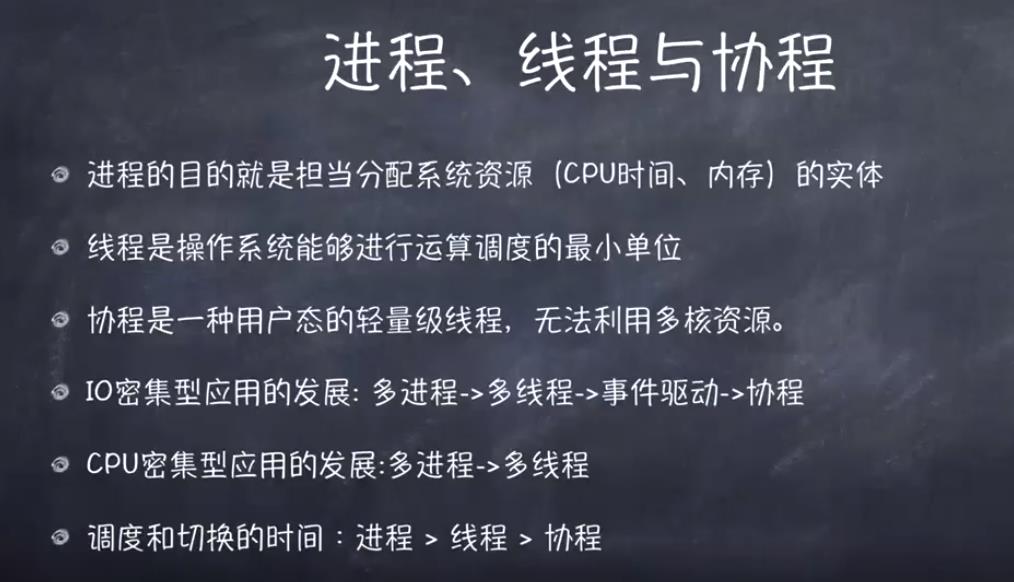 进程、线程与协程
进程的目的就是担当分配系统资源（CPU时间、内存）的实体
线程是操作系统能够进行运算调度的最小单位
协程是一种用户态的轻量级线程，无法利用多核资源。
IO密集型应用的发展: 多进程->多线程->事件驱动->协程
CPU密集型应用的发展:多进程->多线程
调度和切换的时间：进程 > 线程 > 协程